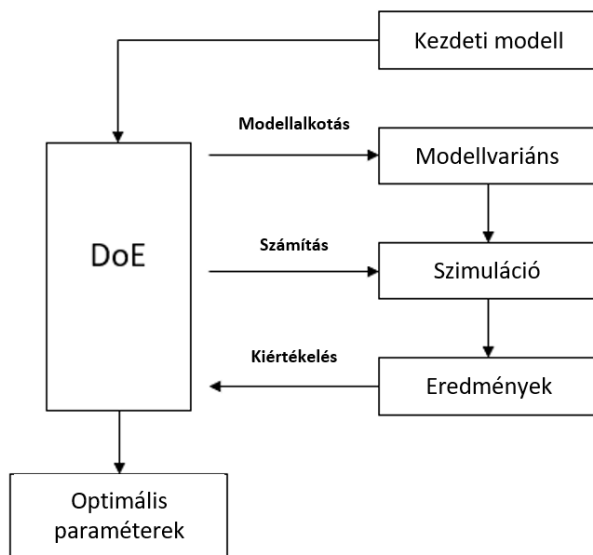 Kezdeti modell
Modellalkotás
Modellvariáns
DoE
Számítás
Szimuláció
Kiértékelés
Eredmények
Optimális
paraméterek